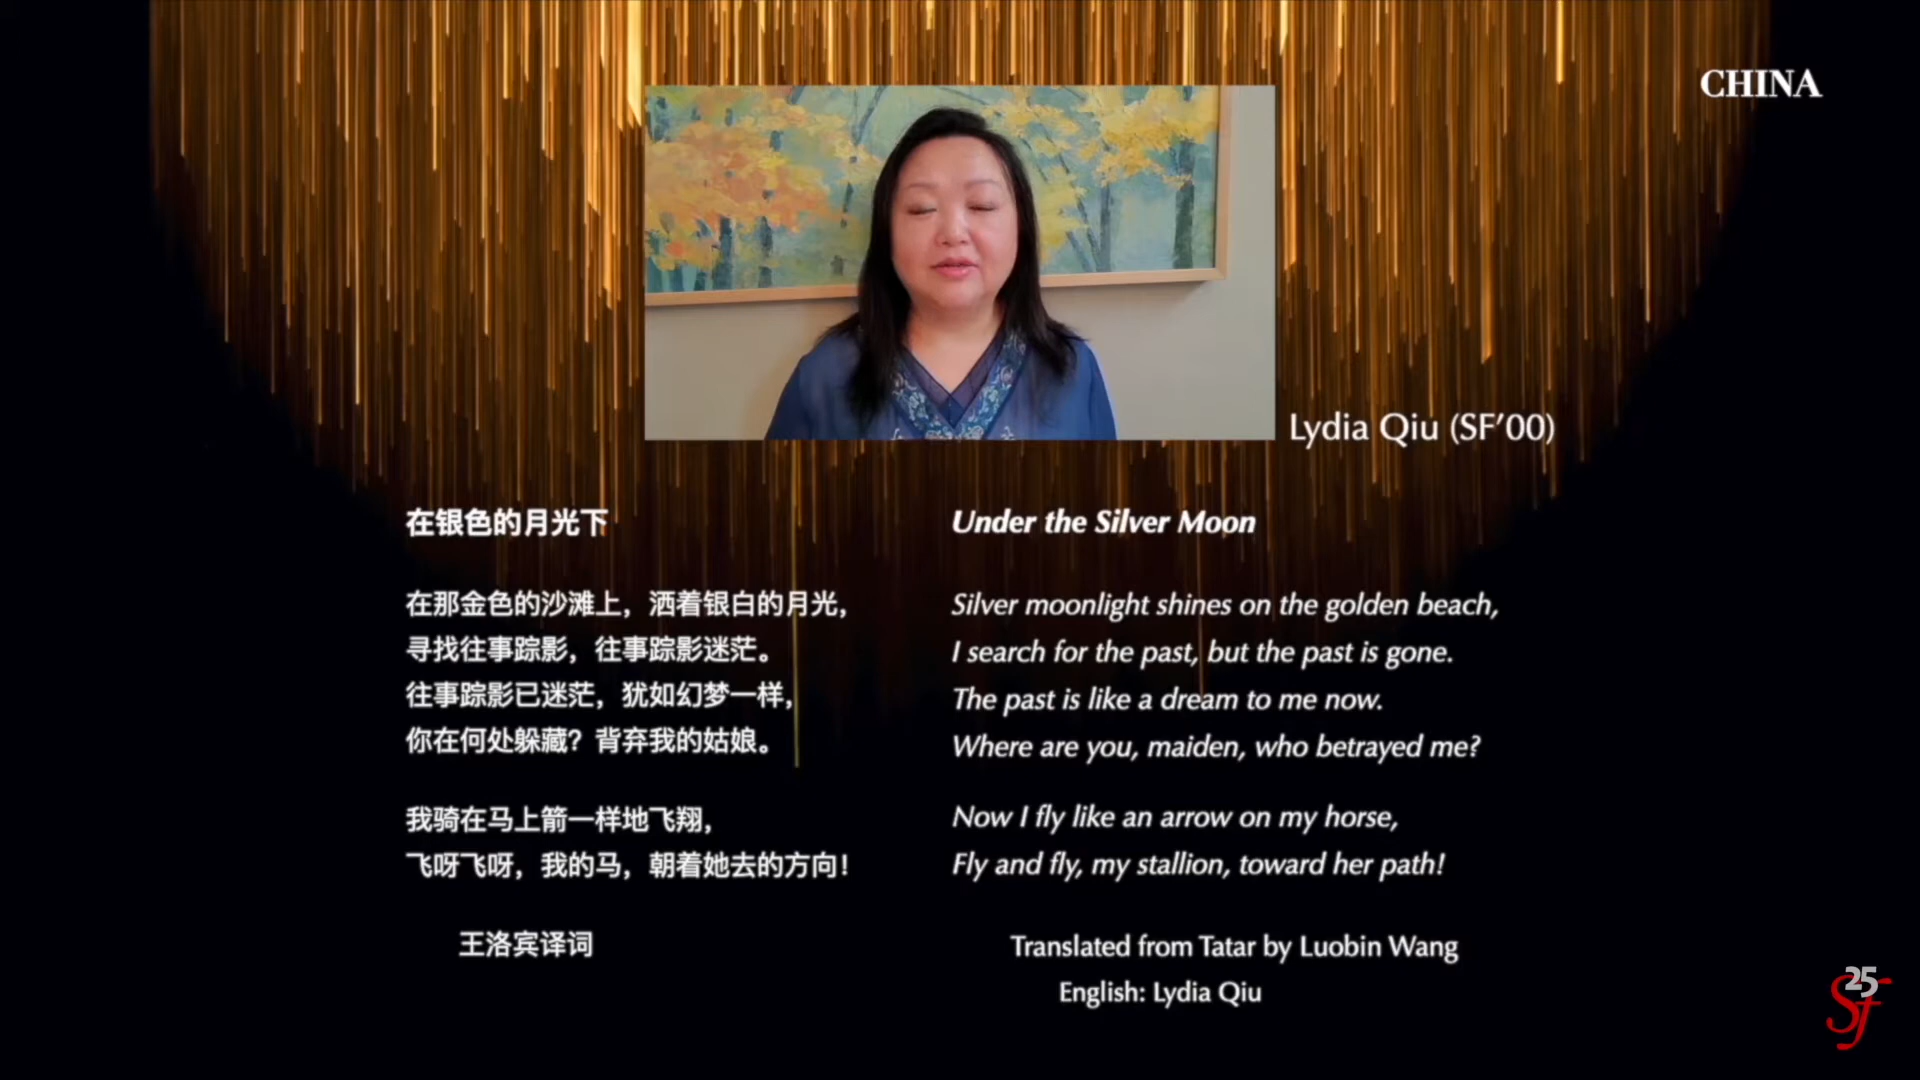 CHINA
Lydia Qiu (SF’00)
在银色的月光下
在那金色的沙滩上，洒着银白的月光，
寻找往事踪影，往事踪影迷茫。
往事踪影已迷茫，犹如幻梦一样，
你在何处躲藏？背弃我的姑娘。
我骑在马上箭一样地飞翔，
飞呀飞呀，我的马，朝着她去的方向！
王洛宾译词
Under the Silver Moon
Silver moonlight shines on the golden beach,
I search for the past, but the past is gone.
The past is like a dream to me now.
Where are you, maiden, who betrayed me?
Now I fly like an arrow on my horse,
Fly and fly, my stallion, toward her path!
Translated from Tatar by Luobin Wang
English: Lydia Qiu
25
Sf